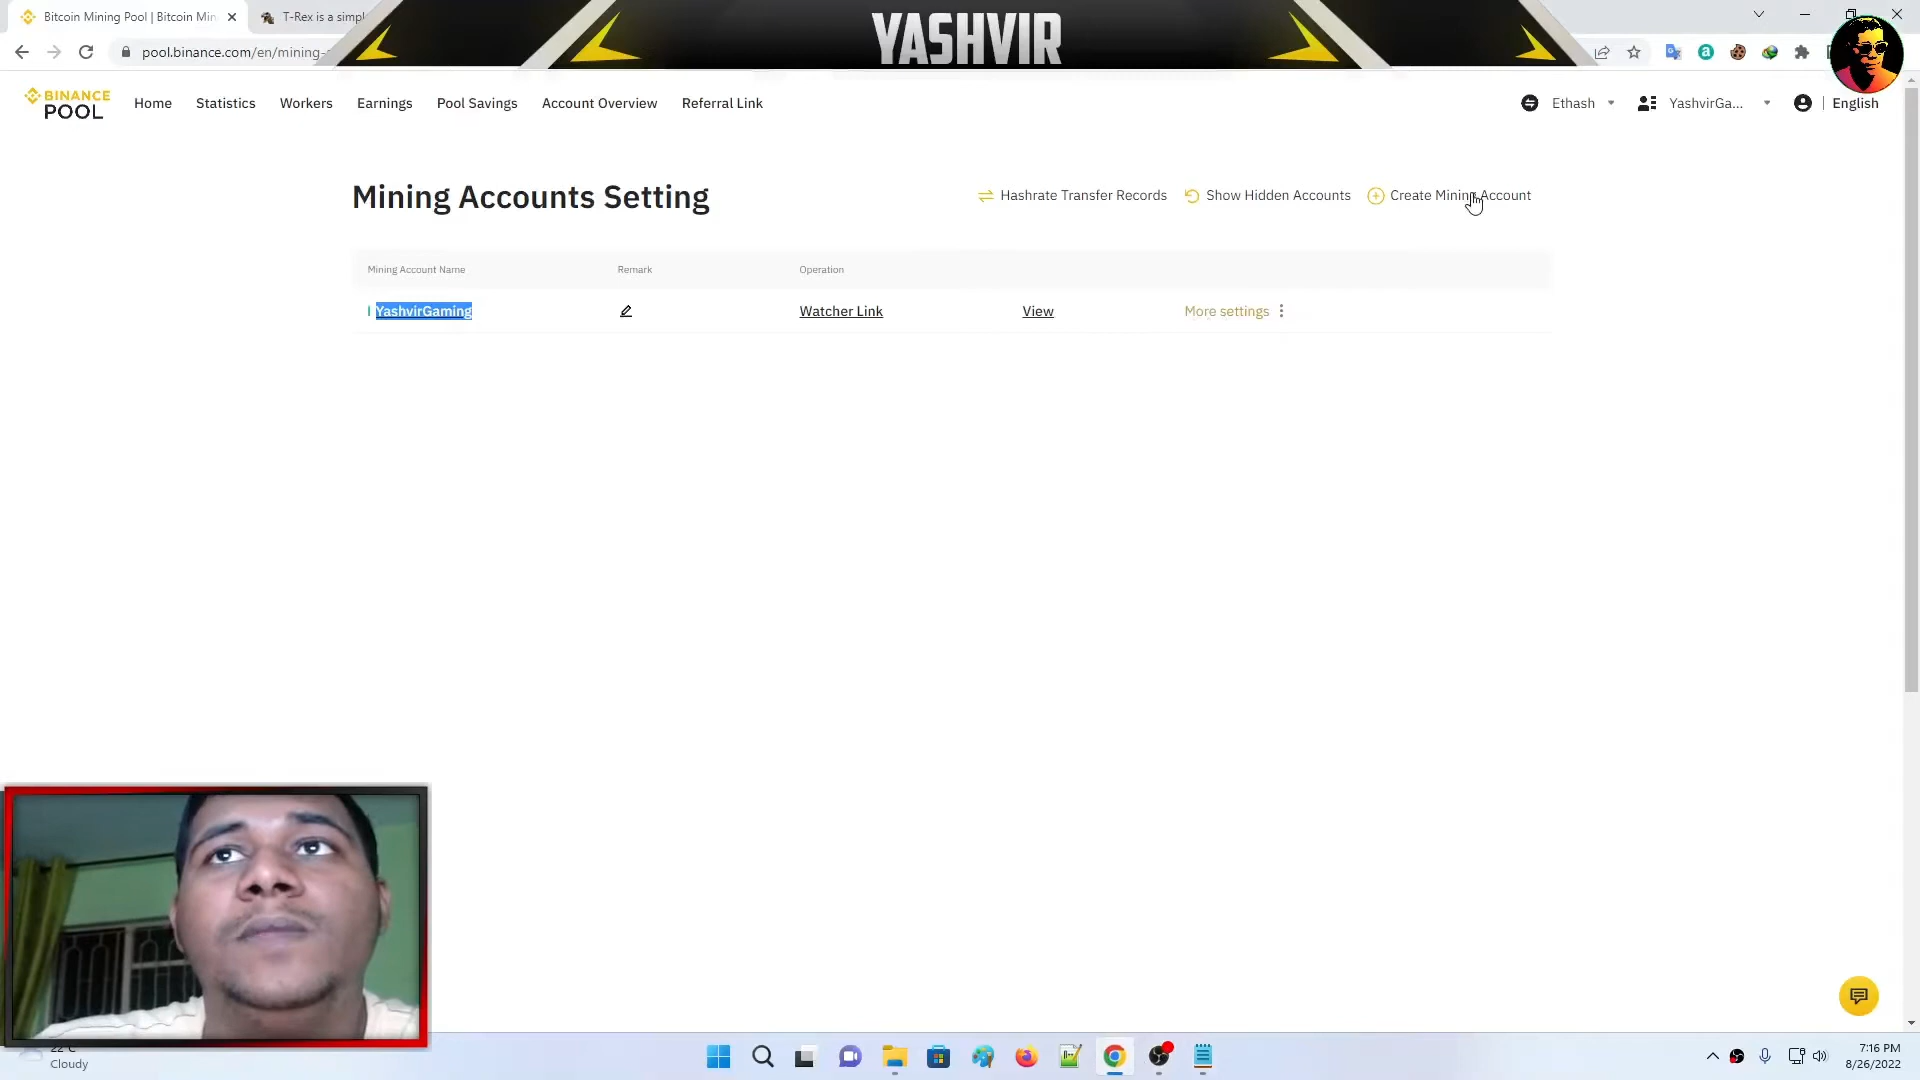 Bitcoin Mining Pool | Bitcoin Min
T-Rex is a simpl
YASHVIR
pool.binance.com/en/mining-
BINANCE
POOL
Home
Statistics
Workers
Earnings
Pool Savings
Account Overview
Referral Link
Ethash
YashvirGa...
English
Mining Accounts Setting
Hashrate Transfer Records
Show Hidden Accounts
Create Mining Account
Mining Account Name
Remark
Operation
YashvirGaming
Watcher Link
View
More settings
22°C
Cloudy
7:16 PM
8/26/2022